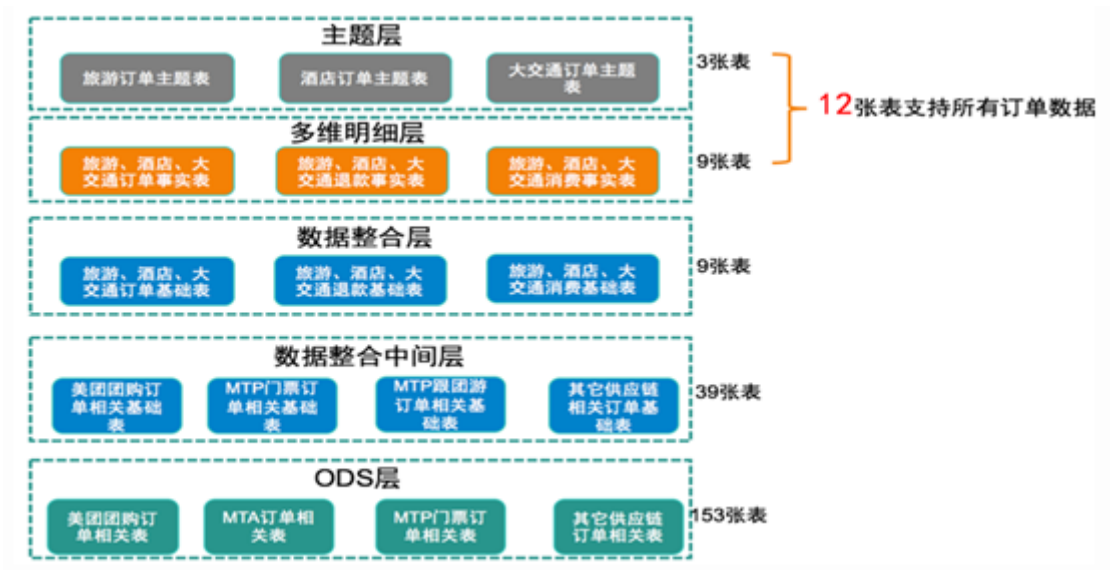 主题层
旅游订单主题表
酒店订单主题表
大交通订单主题
表
3张表
12张表支持所有订单数据
多维明细层
旅游、酒店、大
交通订单事实表
旅游、酒店、大
交通退款事实表
旅游、酒店、大
交通消费事实表
9张表
数据整合层
旅游、酒店、大
交通订单基础表
旅游、酒店、大
交通退款基础表
旅游、酒店、大
交通消费基础表
9张表
数据整合中间层
美团团购订
单相关基础
表
MTP门票订
单相关基础
表
MTP跟团游
订单相关基
础表
其它供应链
相关订单基
础表
39张表
ODS层
美团团购订
单相关表
MTA订单相
关表
MTP门票订
单相关表
其它供应链
订单相关表
153张表